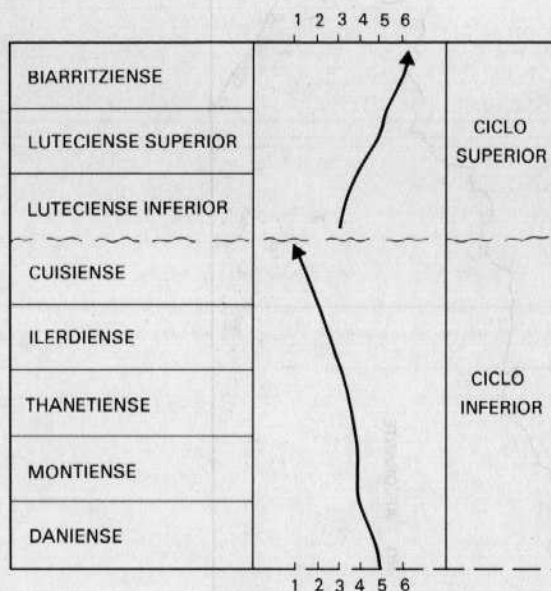 1 2 3 4 5 6
BIARRITZIENSE
LUTECIENSE SUPERIOR
LUTECIENSE INFERIOR
CUISIENSE
ILERDIENSE
THANETIENSE
MONTIENSE
DANIENSE
CICLO
SUPERIOR
CICLO
INFERIOR
1 2 3 4 5 6